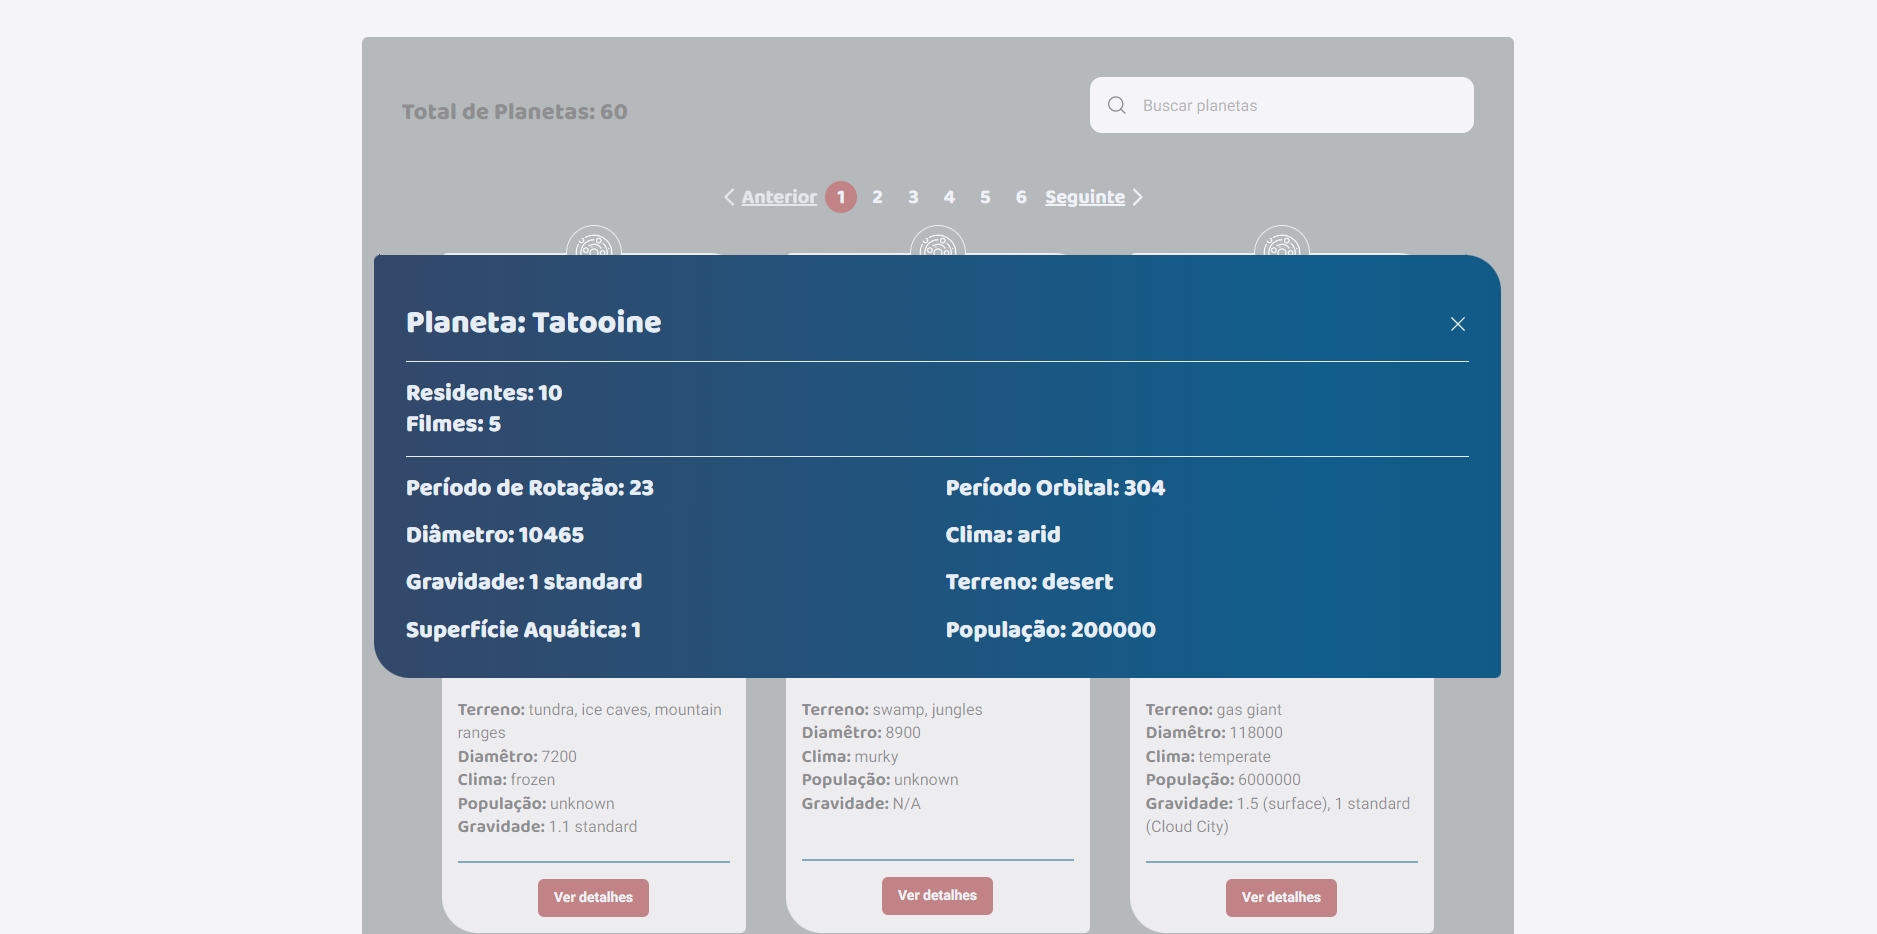 Total de Planetas: 60
Buscar planetas
Anterior 1 2 3 4 5 6 Seguinte
Planeta: Tatooine
Residentes: 10
Filmes: 5
Período de Rotação: 23
Período Orbital: 304
Diâmetro: 10465
Clima: arid
Gravidade: 1 standard
Terreno: desert
Superfície Aquática: 1
População: 200000
Terreno: tundra, ice caves, mountain
ranges
Diamêtro: 7200
Clima: frozen
População: unknown
Gravidade: 1.1 standard
Ver detalhes
Terreno: swamp, jungles
Diamêtro: 8900
Clima: murky
População: unknown
Gravidade: N/A
Ver detalhes
Terreno: gas giant
Diamêtro: 118000
Clima: temperate
População: 6000000
Gravidade: 1.5 (surface), 1 standard
(Cloud City)
Ver detalhes